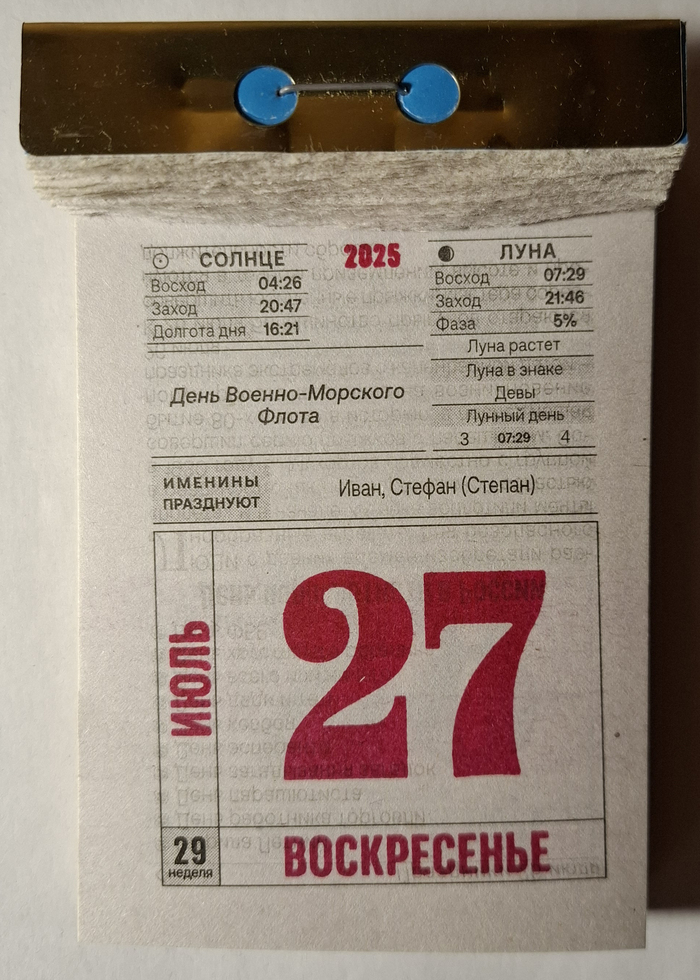 СОЛНЦЕ
Восход 04:26
Заход 20:47
Долгота дня 16:21
2025
ЛУНА
Восход 07:29
Заход 21:46
Фаза 5%
Луна растет
Луна в знаке
Девы
Лунный день
3 07:29 4
День Военно-Морского
Флота
ИМЕНИНЫ
ПРАЗДНУЮТ
Иван, Стефан (Степан)
ИЮЛЬ
27
29
неделя
ВОСКРЕСЕНЬЕ